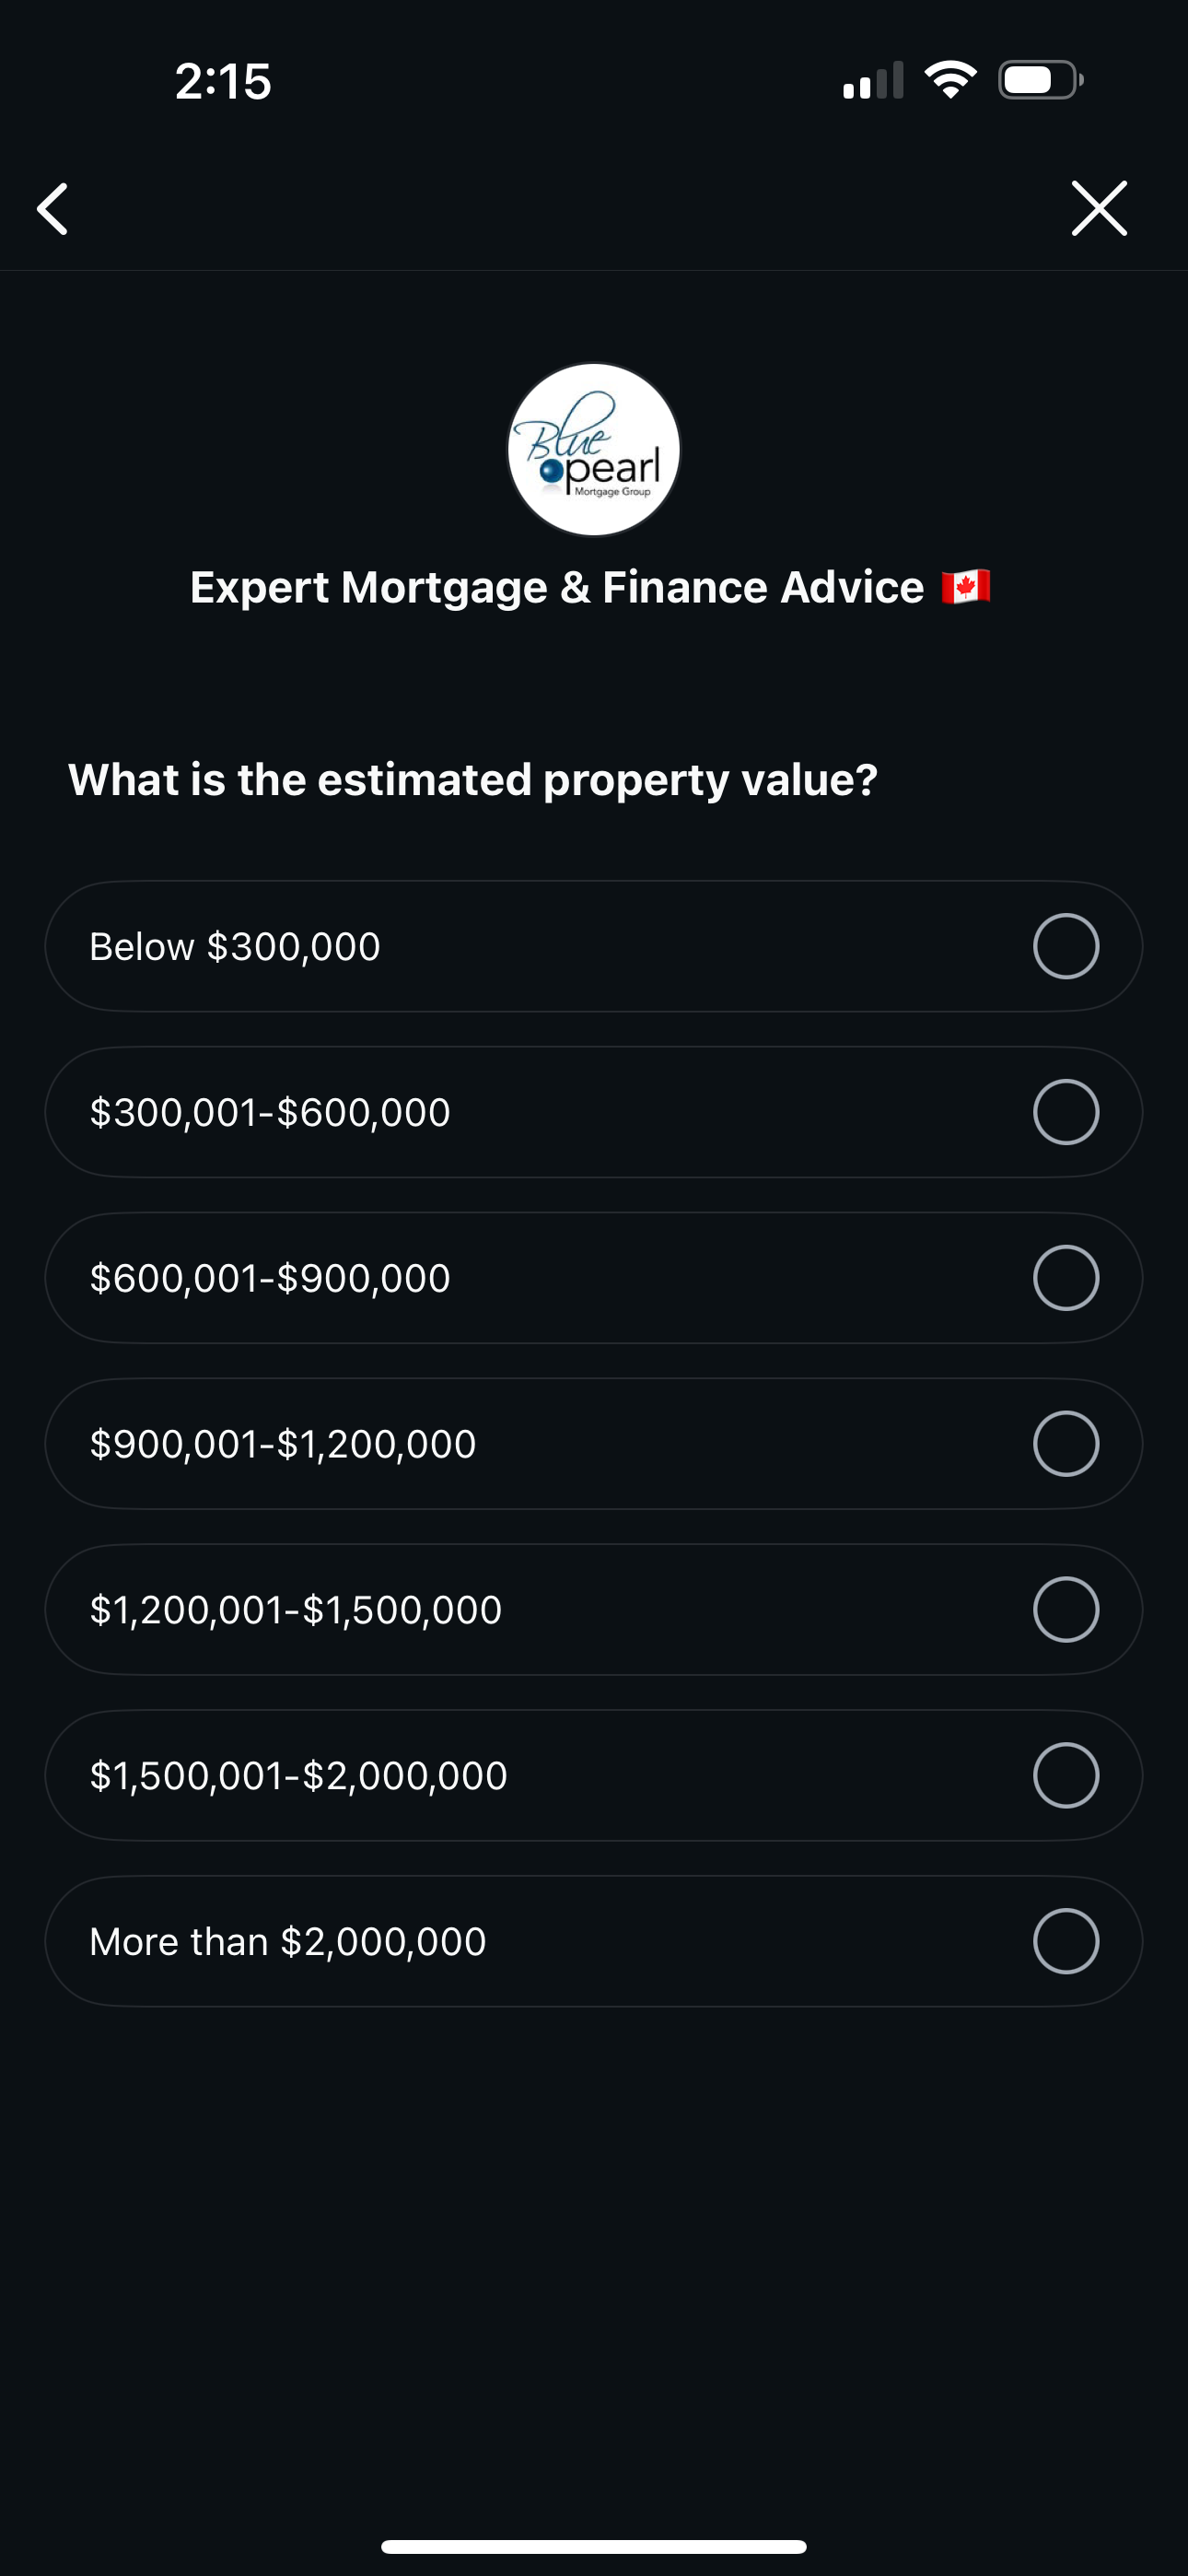 2:15
Blue
pearl
Mortgage Group
Expert Mortgage & Finance Advice 🇨🇦
What is the estimated property value?
Below $300,000
$300,001-$600,000
$600,001-$900,000
$900,001-$1,200,000
$1,200,001-$1,500,000
$1,500,001-$2,000,000
More than $2,000,000